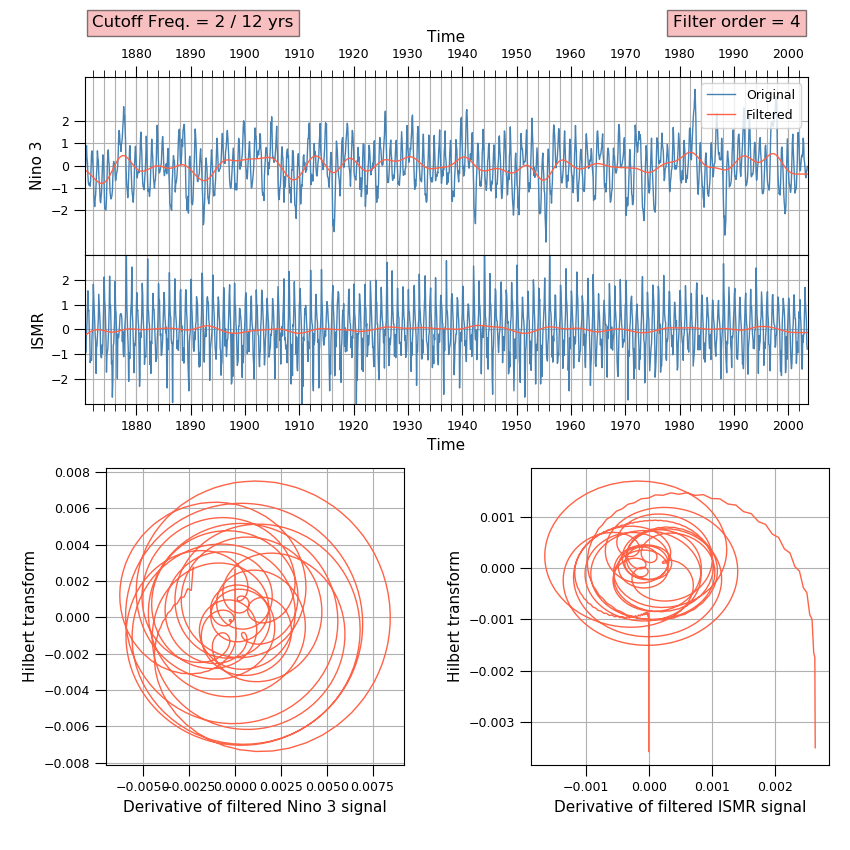 Cutoff Freq. = 2 / 12 yrs
Filter order = 4
Time
1880 1890 1900 1910 1920 1930 1940 1950 1960 1970 1980 1990 2000
Original
Filtered
Nino 3
2
1
0
−1
−2
ISMR
2
1
0
−1
−2
1880 1890 1900 1910 1920 1930 1940 1950 1960 1970 1980 1990 2000
Time
Hilbert transform
0.008
0.006
0.004
0.002
0.000
−0.002
−0.004
−0.006
−0.008
−0.0050 −0.0025 0.0000 0.0025 0.0050 0.0075
Derivative of filtered Nino 3 signal
Hilbert transform
0.001
0.000
−0.001
−0.002
−0.003
−0.001 0.000 0.001 0.002
Derivative of filtered ISMR signal